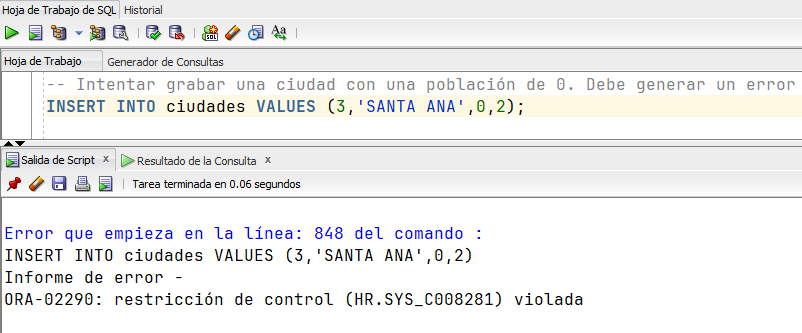 Hoja de Trabajo de SQL Historial
SQL Aa
Hoja de Trabajo Generador de Consultas
-- Intentar grabar una ciudad con una población de 0. Debe generar un error
INSERT INTO ciudades VALUES (3,'SANTA ANA',0,2);
Salida de Script x Resultado de la Consulta x
Tarea terminada en 0.06 segundos
Error que empieza en la línea: 848 del comando :
INSERT INTO ciudades VALUES (3,'SANTA ANA',0,2)
Informe de error -
ORA-02290: restricción de control (HR.SYS_C008281) violada